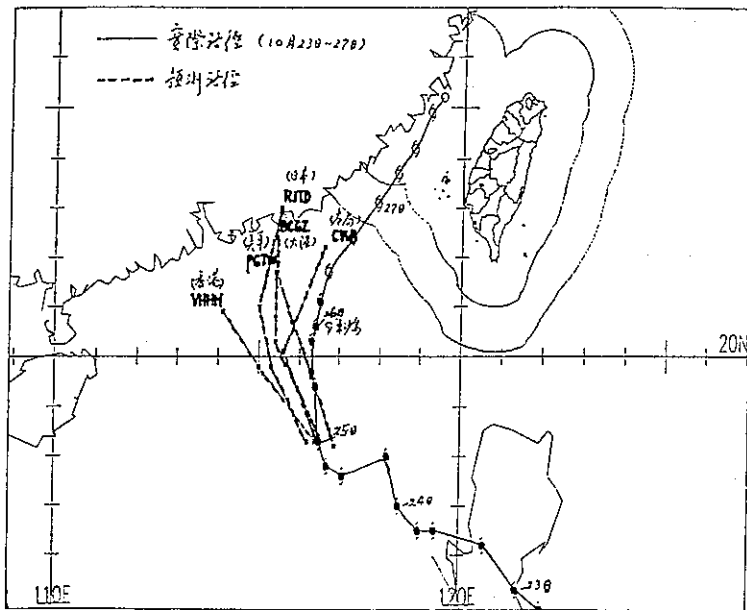 實際路徑 (10月23日~27日)
預測路徑
(日本)
RJTD
BCGZ
(大陸)
(美軍)
PGTW
(香港)
VHHH
CWB
27日
26日
20N
25日
24日
23日
110E
120E